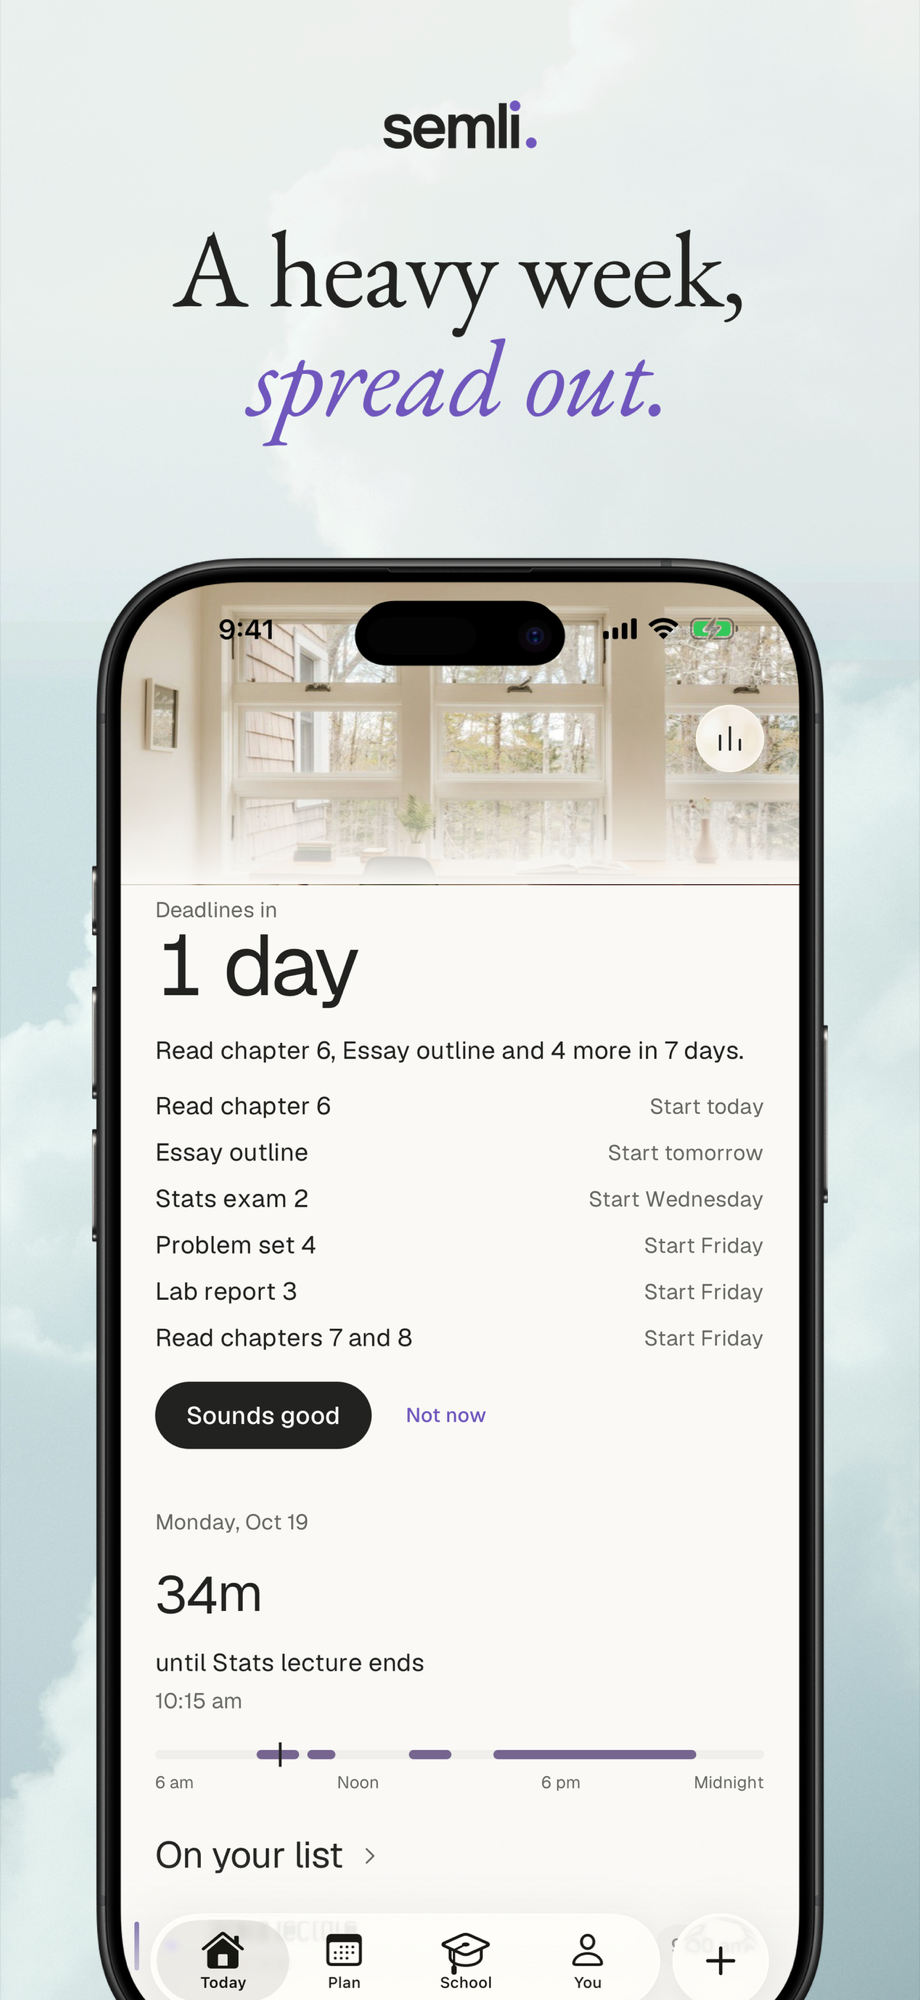 semli.
A heavy week,
spread out.
9:41
Deadlines in
1 day
Read chapter 6, Essay outline and 4 more in 7 days.
Read chapter 6 Start today
Essay outline Start tomorrow
Stats exam 2 Start Wednesday
Problem set 4 Start Friday
Lab report 3 Start Friday
Read chapters 7 and 8 Start Friday
Sounds good Not now
Monday, Oct 19
34m
until Stats lecture ends
10:15 am
6 am Noon 6 pm Midnight
On your list
Today Plan School You